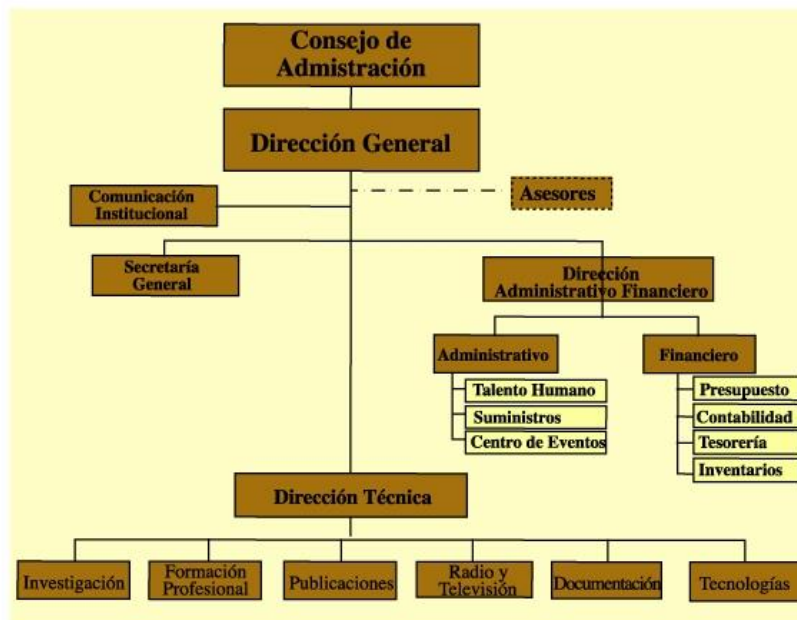 Consejo de
Admistración
Dirección General
Asesores
Comunicación
Institucional
Secretaría
General
Dirección
Administrativo Financiero
Administrativo
Talento Humano
Suministros
Centro de Eventos
Financiero
Presupuesto
Contabilidad
Tesorería
Inventarios
Dirección Técnica
Investigación
Formación
Profesional
Publicaciones
Radio y
Televisión
Documentación
Tecnologías